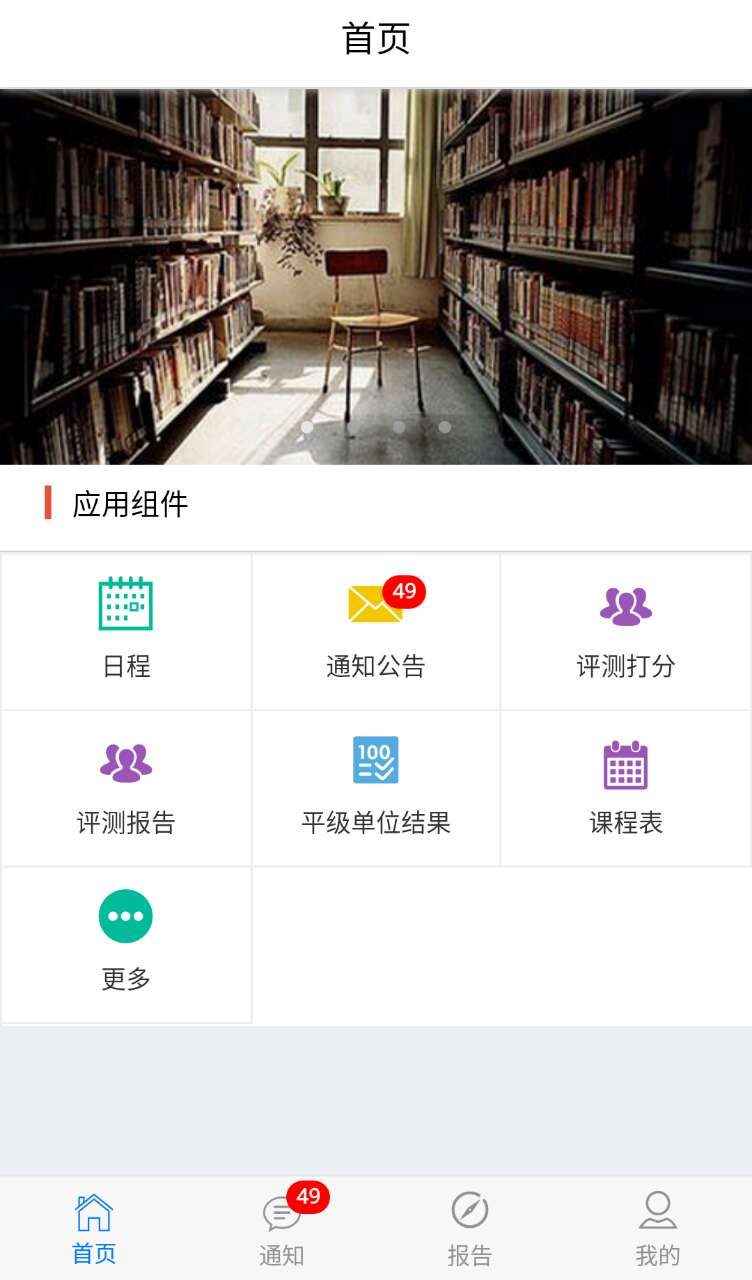 首页
应用组件
49
日程
通知公告
评测打分
100
评测报告
平级单位结果
课程表
更多
49
首页
通知
报告
我的